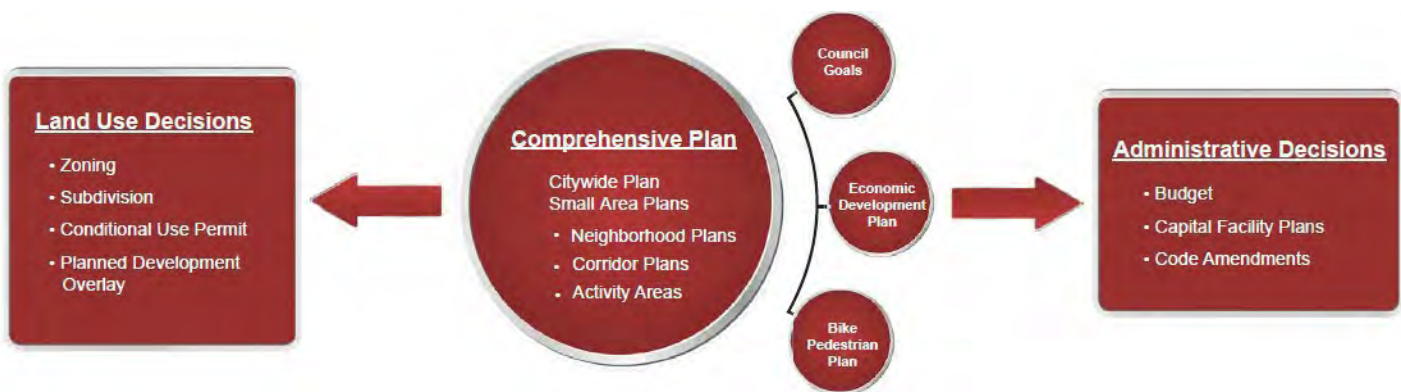 Land Use Decisions
• Zoning
• Subdivision
• Conditional Use Permit
• Planned Development
Overlay
Comprehensive Plan
Citywide Plan
Small Area Plans
• Neighborhood Plans
• Corridor Plans
• Activity Areas
Council
Goals
Economic
Development
Plan
Bike
Pedestrian
Plan
Administrative Decisions
• Budget
• Capital Facility Plans
• Code Amendments